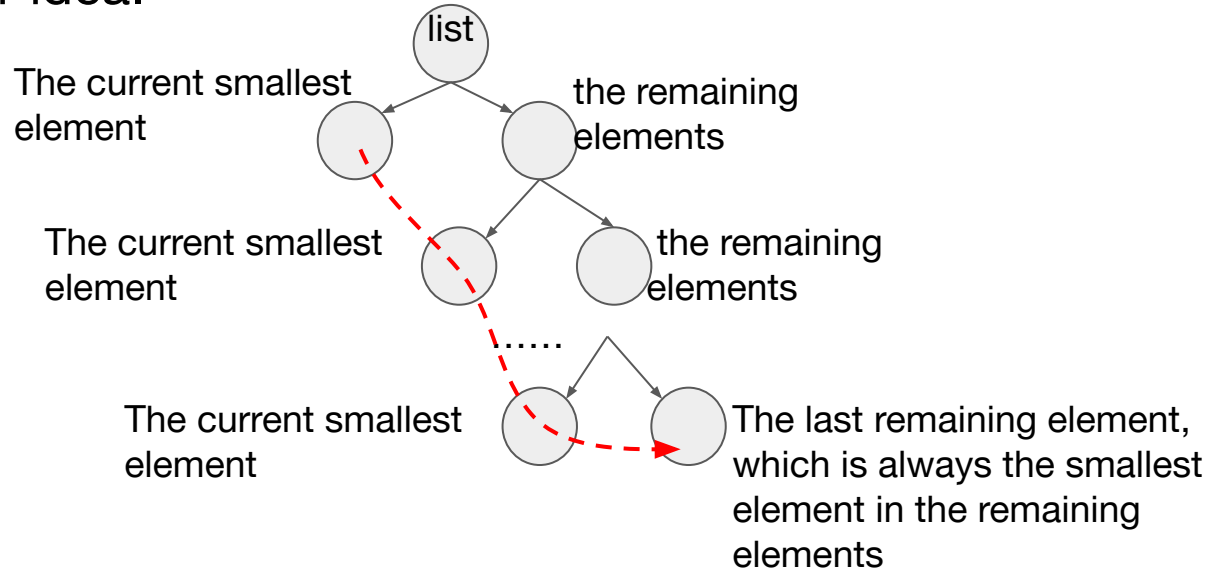 idea:
list
The current smallest
element
the remaining
elements
The current smallest
element
the remaining
elements
......
The current smallest
element
The last remaining element,
which is always the smallest
element in the remaining
elements